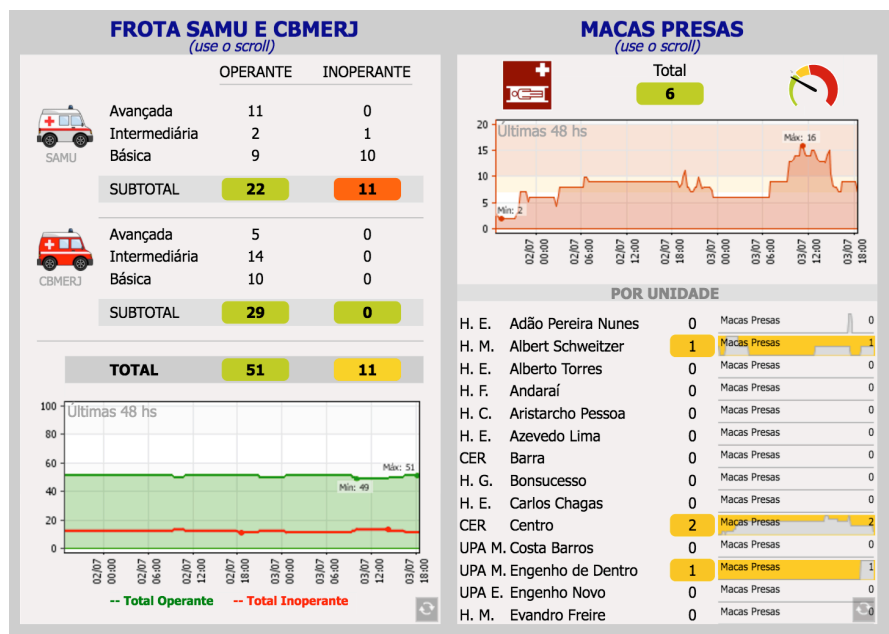 FROTA SAMU E CBMERJ
(use o scroll)
OPERANTE INOPERANTE
Avançada 11 0
Intermediária 2 1
Básica 9 10
SAMU
SUBTOTAL 22 11
Avançada 5 0
Intermediária 14 0
Básica 10 0
CBMERJ
SUBTOTAL 29 0
TOTAL 51 11
Últimas 48 hs
100
80
60
40
20
0
Máx: 51
Mín: 49
02/07 00:00
02/07 06:00
02/07 12:00
02/07 18:00
03/07 00:00
03/07 06:00
03/07 12:00
03/07 18:00
-- Total Operante -- Total Inoperante
MACAS PRESAS
(use o scroll)
Total
6
Últimas 48 hs
20
15
10
5
0
Máx: 16
Mín: 2
02/07 00:00
02/07 06:00
02/07 12:00
02/07 18:00
03/07 00:00
03/07 06:00
03/07 12:00
03/07 18:00
POR UNIDADE
H. E. Adão Pereira Nunes 0 Macas Presas 0
H. M. Albert Schweitzer 1 Macas Presas 1
H. E. Alberto Torres 0 Macas Presas 0
H. F. Andaraí 0 Macas Presas 0
H. C. Aristarcho Pessoa 0 Macas Presas 0
H. E. Azevedo Lima 0 Macas Presas 0
CER Barra 0 Macas Presas 0
H. G. Bonsucesso 0 Macas Presas 0
H. E. Carlos Chagas 0 Macas Presas 0
CER Centro 2 Macas Presas 2
UPA M. Costa Barros 0 Macas Presas 0
UPA M. Engenho de Dentro 1 Macas Presas 1
UPA E. Engenho Novo 0 Macas Presas 0
H. M. Evandro Freire 0 Macas Presas 0